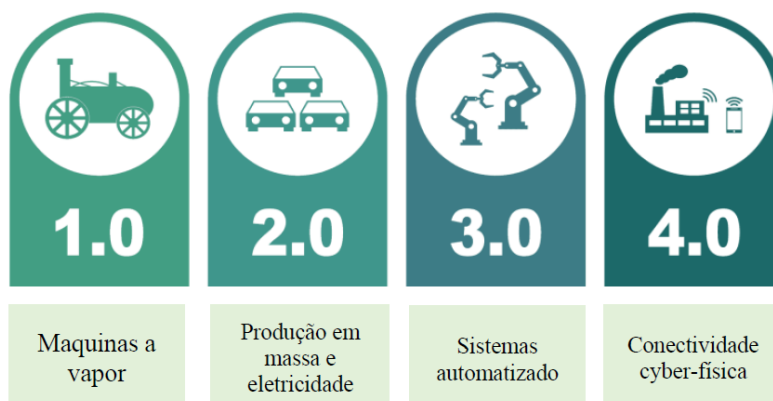 1.0
2.0
3.0
4.0
Maquinas a
vapor
Produção em
massa e
eletricidade
Sistemas
automatizado
Conectividade
cyber-física